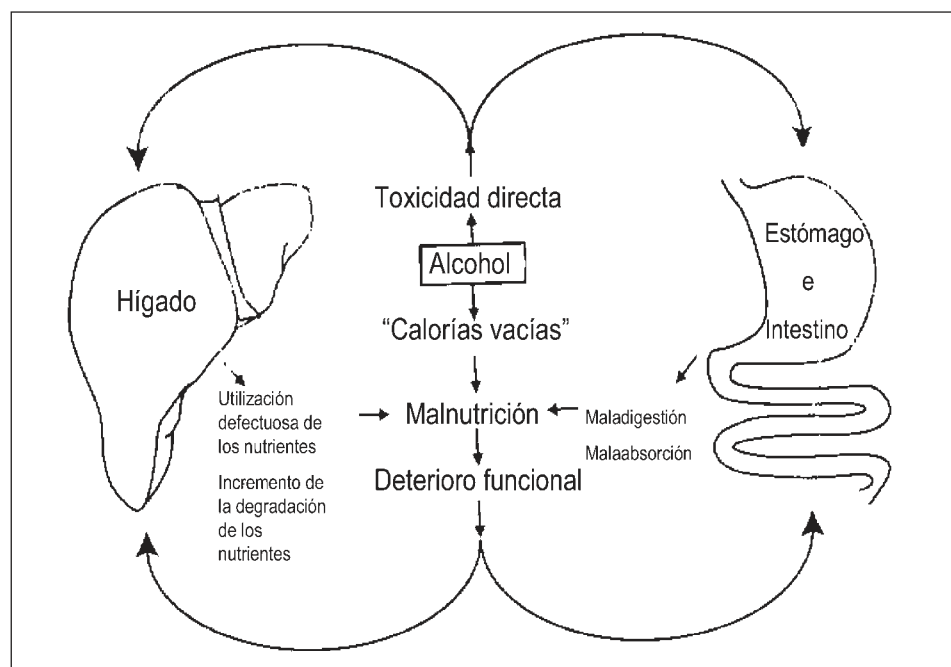 Toxicidad directa
Alcohol
"Calorías vacías"
Malnutrición
Deterioro funcional
Hígado
Utilización
defectuosa de
los nutrientes
Incremento de
la degradación
de los
nutrientes
Estómago
e
Intestino
Maladigestión
Malaabsorción